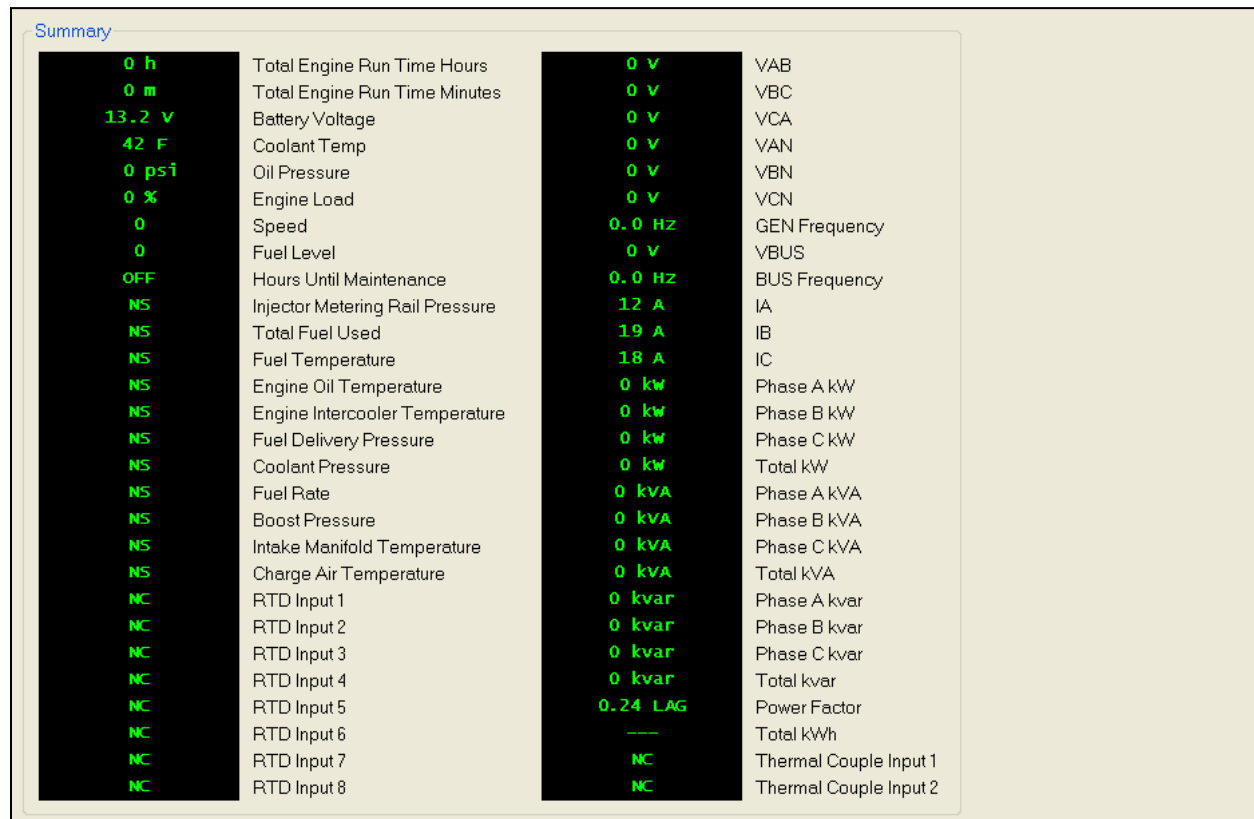 Summary
0 h Total Engine Run Time Hours 0 V VAB
0 m Total Engine Run Time Minutes 0 V VBC
13.2 V Battery Voltage 0 V VCA
42 F Coolant Temp 0 V VAN
0 psi Oil Pressure 0 V VBN
0 % Engine Load 0 V VCN
0 Speed 0.0 Hz GEN Frequency
0 Fuel Level 0 V VBUS
OFF Hours Until Maintenance 0.0 Hz BUS Frequency
NS Injector Metering Rail Pressure 12 A IA
NS Total Fuel Used 19 A IB
NS Fuel Temperature 18 A IC
NS Engine Oil Temperature 0 kW Phase A kW
NS Engine Intercooler Temperature 0 kW Phase B kW
NS Fuel Delivery Pressure 0 kW Phase C kW
NS Coolant Pressure 0 kW Total kW
NS Fuel Rate 0 kVA Phase A kVA
NS Boost Pressure 0 kVA Phase B kVA
NS Intake Manifold Temperature 0 kVA Phase C kVA
NS Charge Air Temperature 0 kVA Total kVA
NC RTD Input 1 0 kvar Phase A kvar
NC RTD Input 2 0 kvar Phase B kvar
NC RTD Input 3 0 kvar Phase C kvar
NC RTD Input 4 0 kvar Total kvar
NC RTD Input 5 0.24 LAG Power Factor
NC RTD Input 6 --- Total kWh
NC RTD Input 7 NC Thermal Couple Input 1
NC RTD Input 8 NC Thermal Couple Input 2